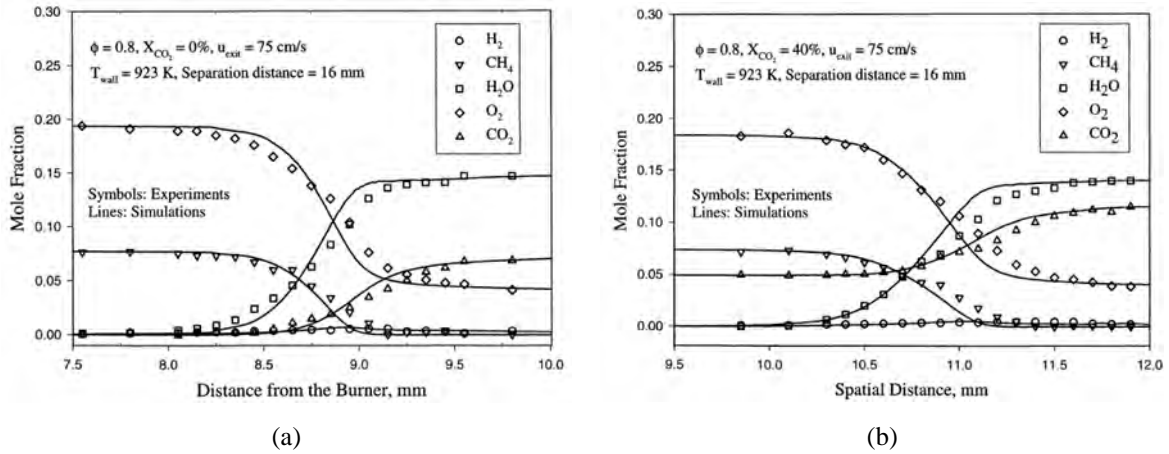 0.30
0.25
0.20
0.15
0.10
0.05
0.00
Mole Fraction
ϕ = 0.8, X_CO₂ = 0%, u_exit = 75 cm/s
T_wall = 923 K, Separation distance = 16 mm
H₂
CH₄
H₂O
O₂
CO₂
Symbols: Experiments
Lines: Simulations
7.5 8.0 8.5 9.0 9.5 10.0
Distance from the Burner, mm
(a)
0.30
0.25
0.20
0.15
0.10
0.05
0.00
Mole Fraction
ϕ = 0.8, X_CO₂ = 40%, u_exit = 75 cm/s
T_wall = 923 K, Separation distance = 16 mm
H₂
CH₄
H₂O
O₂
CO₂
Symbols: Experiments
Lines: Simulations
9.5 10.0 10.5 11.0 11.5 12.0
Spatial Distance, mm
(b)